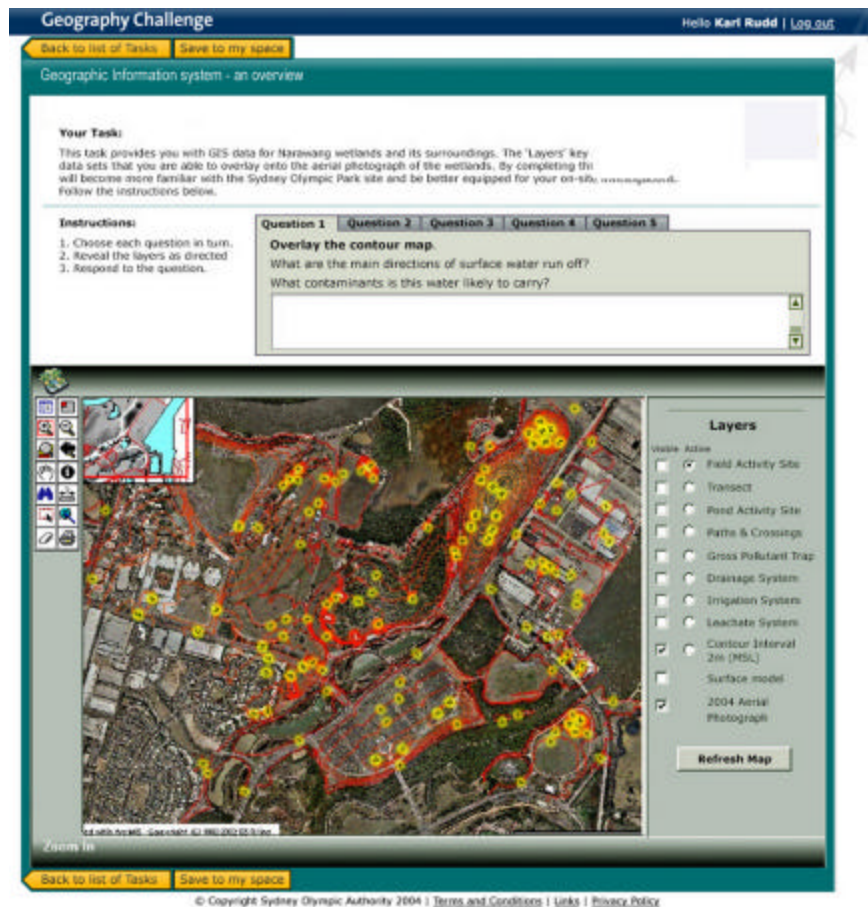 Geography Challenge
Hello Karl Rudd | Log out
Back to list of Tasks
Save to my space
Geographic Information system - an overview
Your Task:
This task provides you with GIS data for Narawang wetlands and its surroundings. The 'Layers' key
data sets that you are able to overlay onto the aerial photograph of the wetlands. By completing thi
will become more familiar with the Sydney Olympic Park site and be better equipped for your on-site
Follow the instructions below.
Instructions:
1. Choose each question in turn.
2. Reveal the layers as directed
3. Respond to the question.
Question 1
Question 2
Question 3
Question 4
Question 5
Overlay the contour map.
What are the main directions of surface water run off?
What contaminants is this water likely to carry?
Layers
Visible Active
Field Activity Site
Transect
Pond Activity Site
Paths & Crossings
Gross Pollutant Trap
Drainage System
Irrigation System
Leachate System
Contour Interval
2m (MSL)
Surface model
2004 Aerial
Photograph
Refresh Map
Zoom In
Back to list of Tasks
Save to my space
© Copyright Sydney Olympic Authority 2004 | Terms and Conditions | Links | Privacy Policy